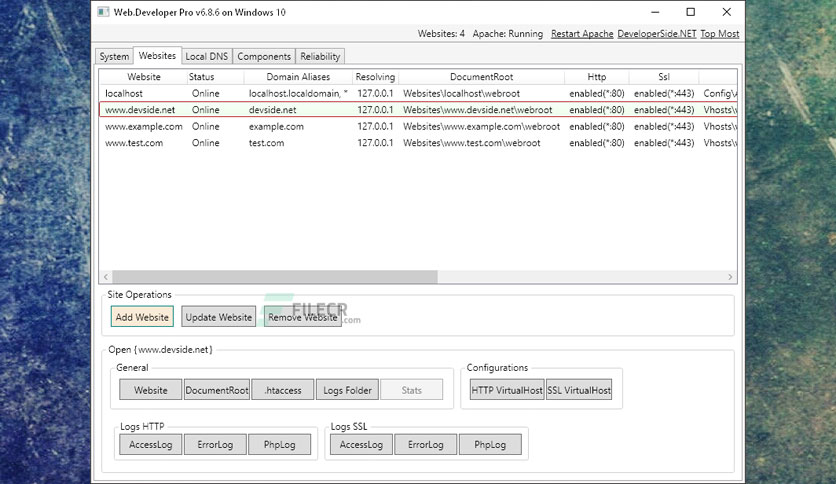 Web.Developer Pro v6.8.6 on Windows 10
Websites: 4 Apache: Running Restart Apache DeveloperSide.NET Top Most
System Websites Local DNS Components Reliability
Website Status Domain Aliases Resolving DocumentRoot Http Ssl
localhost Online localhost.localdomain, * 127.0.0.1 Websites\localhost\webroot enabled(*:80) enabled(*:443) Config\
www.devside.net Online devside.net 127.0.0.1 Websites\www.devside.net\webroot enabled(*:80) enabled(*:443) Vhosts\
www.example.com Online example.com 127.0.0.1 Websites\www.example.com\webroot enabled(*:80) enabled(*:443) Vhosts\
www.test.com Online test.com 127.0.0.1 Websites\www.test.com\webroot enabled(*:80) enabled(*:443) Vhosts\
Site Operations
Add Website Update Website Remove Website
FILECR
.com
Open {www.devside.net}
General Configurations
Website DocumentRoot .htaccess Logs Folder Stats HTTP VirtualHost SSL VirtualHost
Logs HTTP Logs SSL
AccessLog ErrorLog PhpLog AccessLog ErrorLog PhpLog